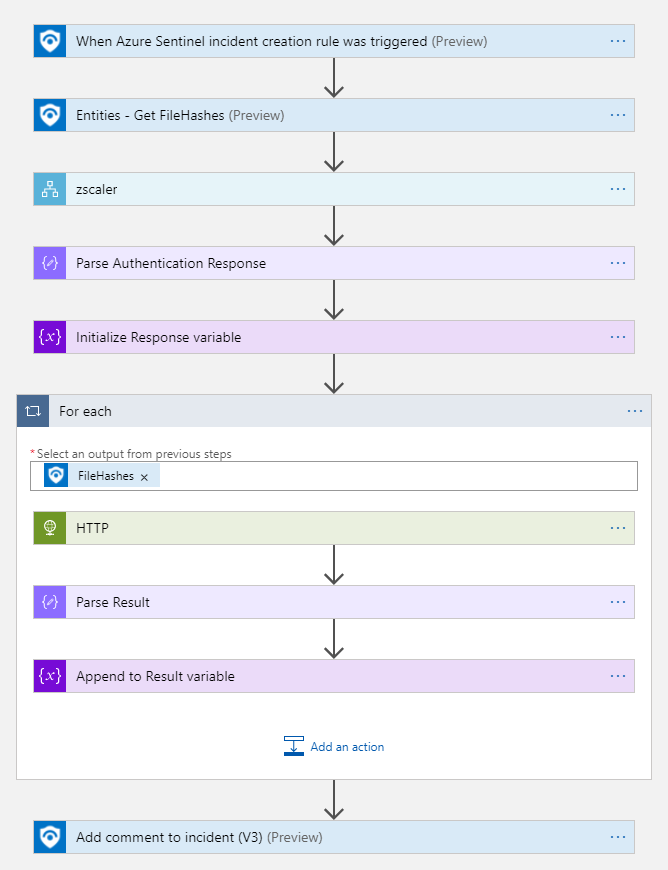 When Azure Sentinel incident creation rule was triggered (Preview)
Entities - Get FileHashes (Preview)
zscaler
Parse Authentication Response
{x} Initialize Response variable
For each
*Select an output from previous steps
FileHashes ×
HTTP
Parse Result
{x} Append to Result variable
Add an action
Add comment to incident (V3) (Preview)